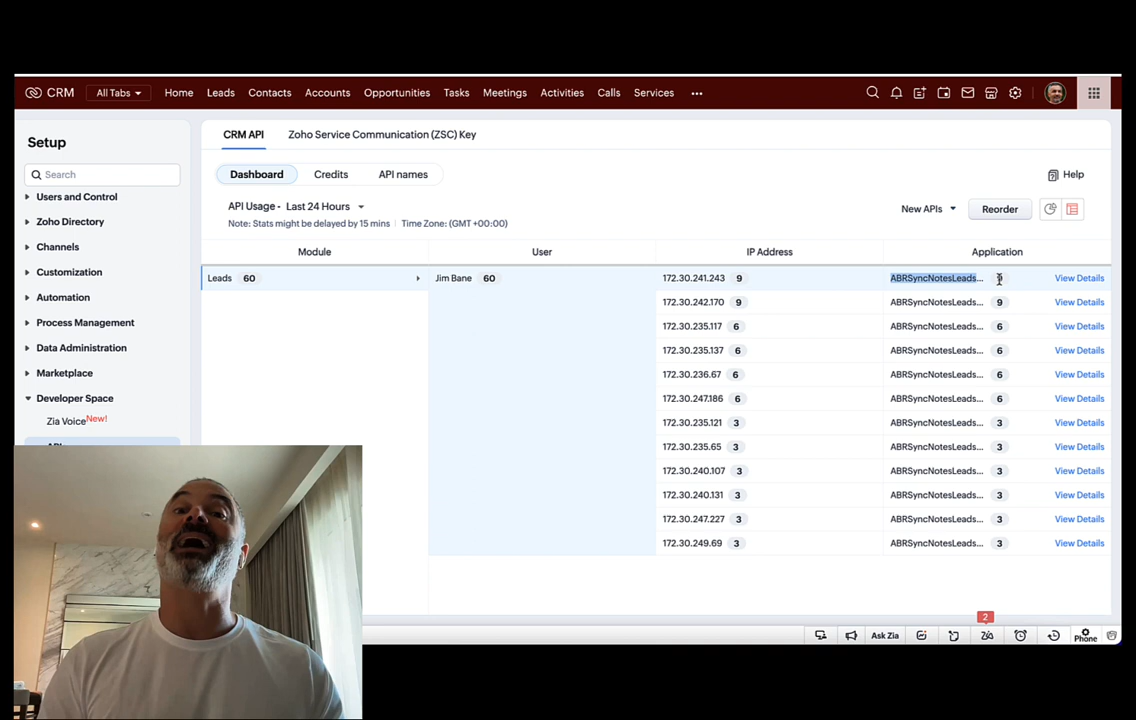 CRM All Tabs Home Leads Contacts Accounts Opportunities Tasks Meetings Activities Calls Services
Setup
Search
Users and Control
Zoho Directory
Channels
Customization
Automation
Process Management
Data Administration
Marketplace
Developer Space
Zia Voice New!
CRM API Zoho Service Communication (ZSC) Key
Dashboard Credits API names
Help
API Usage - Last 24 Hours
New APIs Reorder
Note: Stats might be delayed by 15 mins | Time Zone: (GMT +00:00)
Module User IP Address Application
Leads 60 Jim Bane 60 172.30.241.243 9 ABRSyncNotesLeads... View Details
172.30.242.170 9 ABRSyncNotesLeads... 9 View Details
172.30.235.117 6 ABRSyncNotesLeads... 6 View Details
172.30.235.137 6 ABRSyncNotesLeads... 6 View Details
172.30.236.67 6 ABRSyncNotesLeads... 6 View Details
172.30.247.186 6 ABRSyncNotesLeads... 6 View Details
172.30.235.121 3 ABRSyncNotesLeads... 3 View Details
172.30.235.65 3 ABRSyncNotesLeads... 3 View Details
172.30.240.107 3 ABRSyncNotesLeads... 3 View Details
172.30.240.131 3 ABRSyncNotesLeads... 3 View Details
172.30.247.227 3 ABRSyncNotesLeads... 3 View Details
172.30.249.69 3 ABRSyncNotesLeads... 3 View Details
2
Ask Zia
Phone